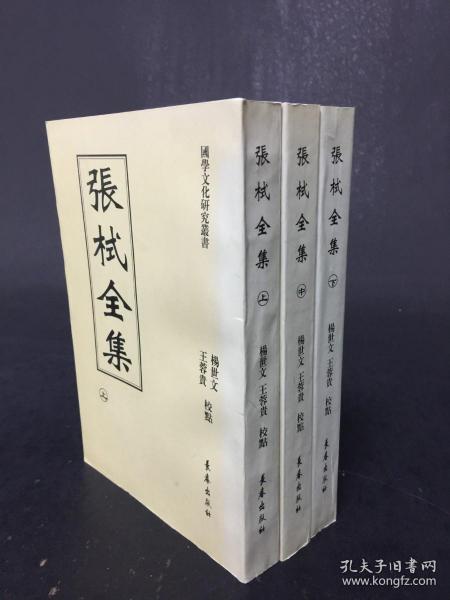 國學文化研究叢書
張栻全集
上
楊世文
王蓉貴
校點
張栻全集 上
楊世文 王蓉貴 校點
長春出版社
張栻全集 中
楊世文 王蓉貴 校點
長春出版社
張栻全集 下
楊世文 王蓉貴 校點
長春出版社
孔夫子旧书网
www.kongfz.com